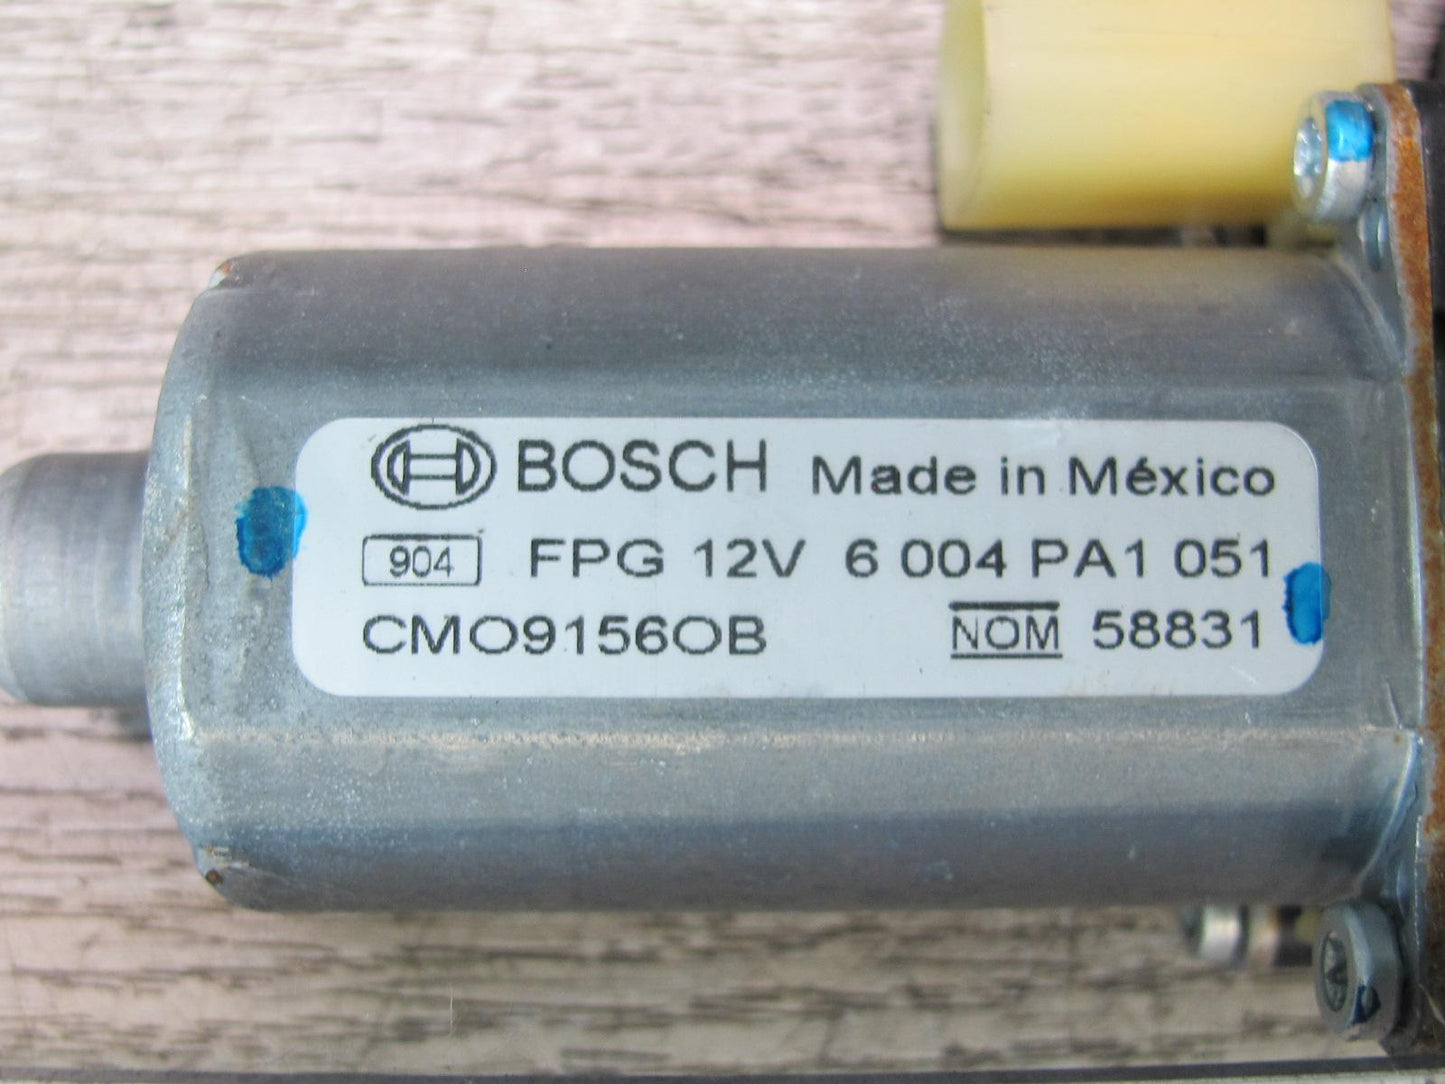 BOSCH Made in México
904 FPG 12V 6 004 PA1 051
CMO9156OB NOM 58831